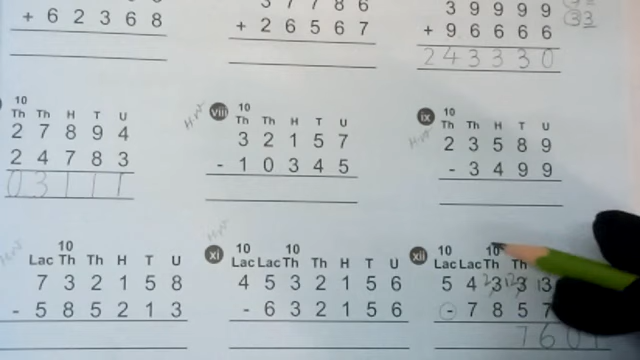 + 6 2 3 6 8
+ 2 6 5 6 7
3 9 9 9 9
+ 9 6 6 6 6
2 4 3 3 3 0
33
10
Th Th H T U
2 7 8 9 4
2 4 7 8 3
0 3 1 1 1
viii
10
Th Th H T U
3 2 1 5 7
- 1 0 3 4 5
ix
10
Th Th H T U
2 3 5 8 9
- 3 4 9 9
10
Lac Th Th H T U
7 3 2 1 5 8
- 5 8 5 2 1 3
xi
10 10
Lac Lac Th Th H T U
4 5 3 2 1 5 6
- 6 3 2 1 5 6
xii
10 10
Lac Lac Th Th
5 4 3 3 3
- 7 8 5 7
7 6 0